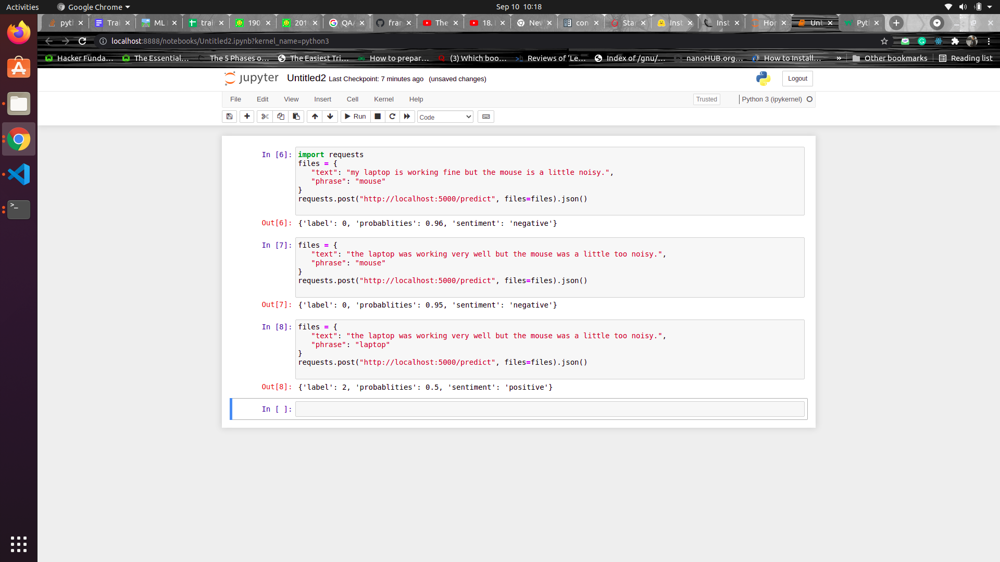 Activities
Google Chrome
Sep 10 10:18
pyth
Trai
ML
trai
190
201
QA
fran
The
18.
Nev
con
Star
Inst
Inst
Hor
Unt
Pyth
localhost:8888/notebooks/Untitled2.ipynb?kernel_name=python3
Hacker Funda…
The Essential…
The 5 Phases o…
The Easiest Tri…
How to prepar…
(3) Which boo…
Reviews of 'Le…
Index of /gnu/…
nanoHUB.org…
How to Install…
»
Other bookmarks
Reading list
jupyter Untitled2 Last Checkpoint: 7 minutes ago (unsaved changes)
Logout
File Edit View Insert Cell Kernel Help
Trusted
Python 3 (ipykernel)
Run
Code
In [6]: import requests
files = {
"text": "my laptop is working fine but the mouse is a little noisy.",
"phrase": "mouse"
}
requests.post("http://localhost:5000/predict", files=files).json()
Out[6]: {'label': 0, 'probablities': 0.96, 'sentiment': 'negative'}
In [7]: files = {
"text": "the laptop was working very well but the mouse was a little too noisy.",
"phrase": "mouse"
}
requests.post("http://localhost:5000/predict", files=files).json()
Out[7]: {'label': 0, 'probablities': 0.95, 'sentiment': 'negative'}
In [8]: files = {
"text": "the laptop was working very well but the mouse was a little too noisy.",
"phrase": "laptop"
}
requests.post("http://localhost:5000/predict", files=files).json()
Out[8]: {'label': 2, 'probablities': 0.5, 'sentiment': 'positive'}
In [ ]: